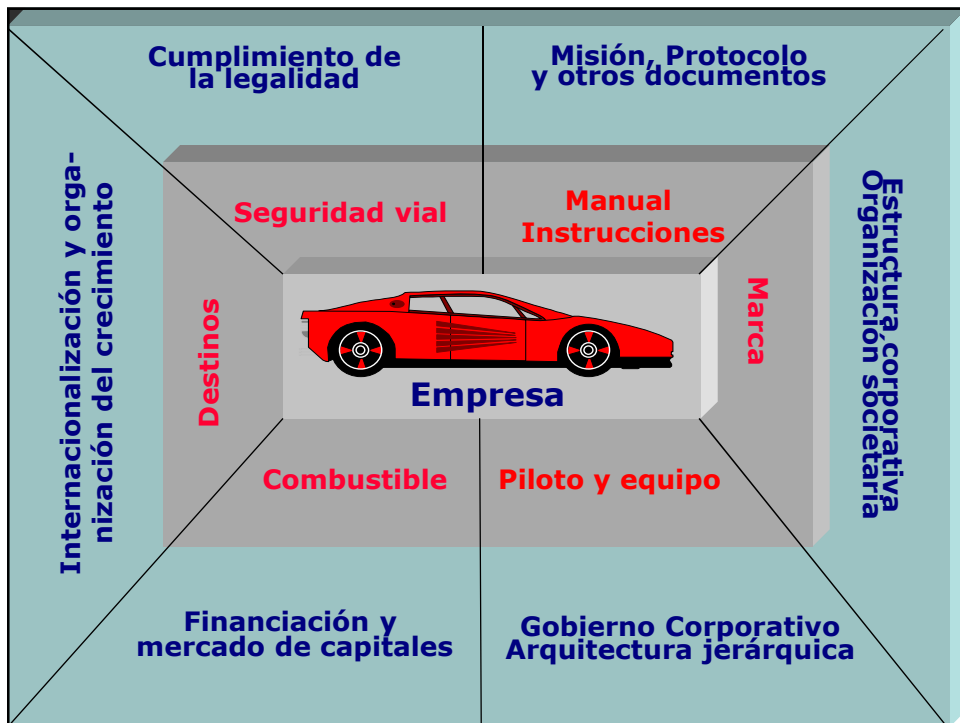 Cumplimiento de
la legalidad
Misión, Protocolo
y otros documentos
Internacionalización y orga-
nización del crecimiento
Seguridad vial
Manual
Instrucciones
Destinos
Marca
Estructura corporativa
Organización societaria
Empresa
Combustible
Piloto y equipo
Financiación y
mercado de capitales
Gobierno Corporativo
Arquitectura jerárquica